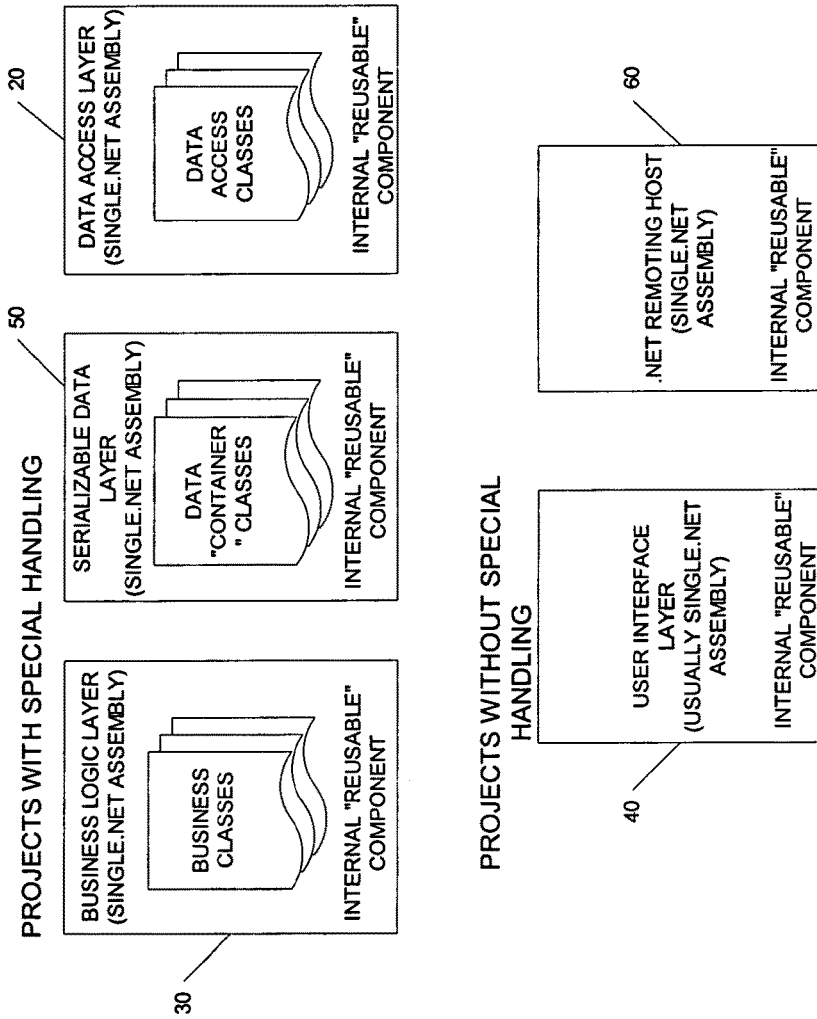 PROJECTS WITH SPECIAL HANDLING
30
BUSINESS LOGIC LAYER
(SINGLE.NET ASSEMBLY)
BUSINESS
CLASSES
INTERNAL "REUSABLE"
COMPONENT
50
SERIALIZABLE DATA
LAYER
(SINGLE.NET ASSEMBLY)
DATA
"CONTAINER
" CLASSES
INTERNAL "REUSABLE"
COMPONENT
20
DATA ACCESS LAYER
(SINGLE.NET ASSEMBLY)
DATA
ACCESS
CLASSES
INTERNAL "REUSABLE"
COMPONENT
PROJECTS WITHOUT SPECIAL
HANDLING
40
USER INTERFACE
LAYER
(USUALLY SINGLE.NET
ASSEMBLY)
INTERNAL "REUSABLE"
COMPONENT
60
.NET REMOTING HOST
(SINGLE.NET
ASSEMBLY)
INTERNAL "REUSABLE"
COMPONENT